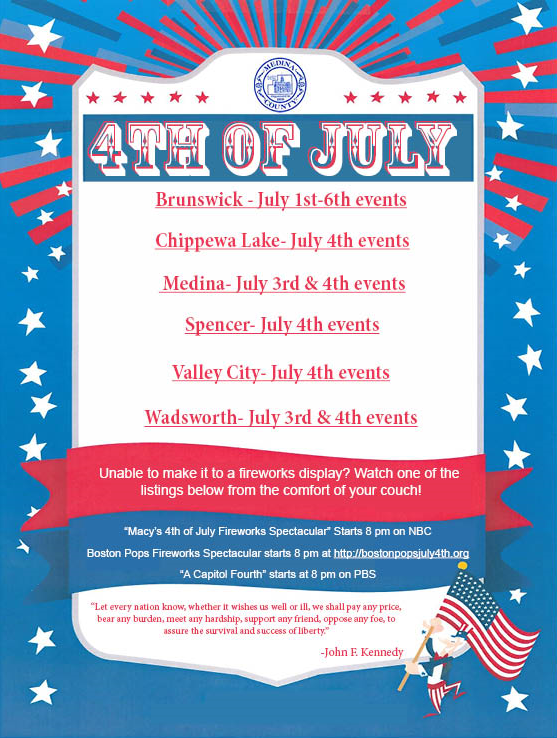 MEDINA
COUNTY
4TH OF JULY
Brunswick - July 1st-6th events
Chippewa Lake- July 4th events
Medina- July 3rd & 4th events
Spencer- July 4th events
Valley City- July 4th events
Wadsworth- July 3rd & 4th events
Unable to make it to a fireworks display? Watch one of the
listings below from the comfort of your couch!
“Macy’s 4th of July Fireworks Spectacular” Starts 8 pm on NBC
Boston Pops Fireworks Spectacular starts 8 pm at http://bostonpopsjuly4th.org
“A Capitol Fourth” starts at 8 pm on PBS
“Let every nation know, whether it wishes us well or ill, we shall pay any price,
bear any burden, meet any hardship, support any friend, oppose any foe, to
assure the survival and success of liberty.”
-John F. Kennedy